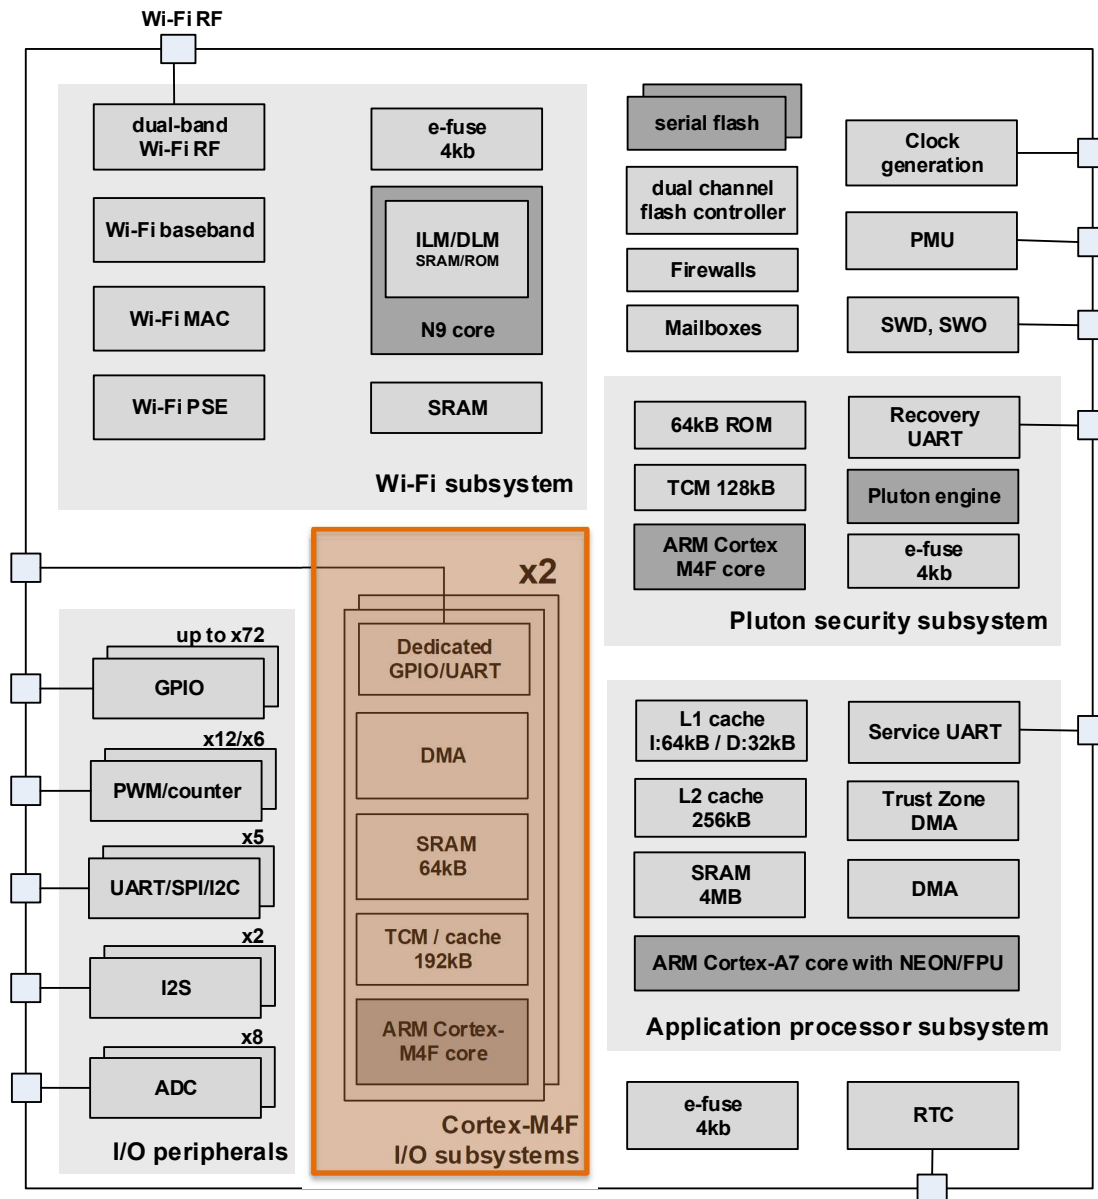 Wi-Fi RF
dual-band
Wi-Fi RF
Wi-Fi baseband
Wi-Fi MAC
Wi-Fi PSE
e-fuse
4kb
ILM/DLM
SRAM/ROM
N9 core
SRAM
Wi-Fi subsystem
serial flash
dual channel
flash controller
Firewalls
Mailboxes
Clock
generation
PMU
SWD, SWO
64kB ROM
TCM 128kB
ARM Cortex
M4F core
Recovery
UART
Pluton engine
e-fuse
4kb
Pluton security subsystem
up to x72
GPIO
x12/x6
PWM/counter
x5
UART/SPI/I2C
x2
I2S
x8
ADC
I/O peripherals
x2
Dedicated
GPIO/UART
DMA
SRAM
64kB
TCM / cache
192kB
ARM Cortex-
M4F core
Cortex-M4F
I/O subsystems
L1 cache
I:64kB / D:32kB
L2 cache
256kB
SRAM
4MB
Service UART
Trust Zone
DMA
DMA
ARM Cortex-A7 core with NEON/FPU
Application processor subsystem
e-fuse
4kb
RTC